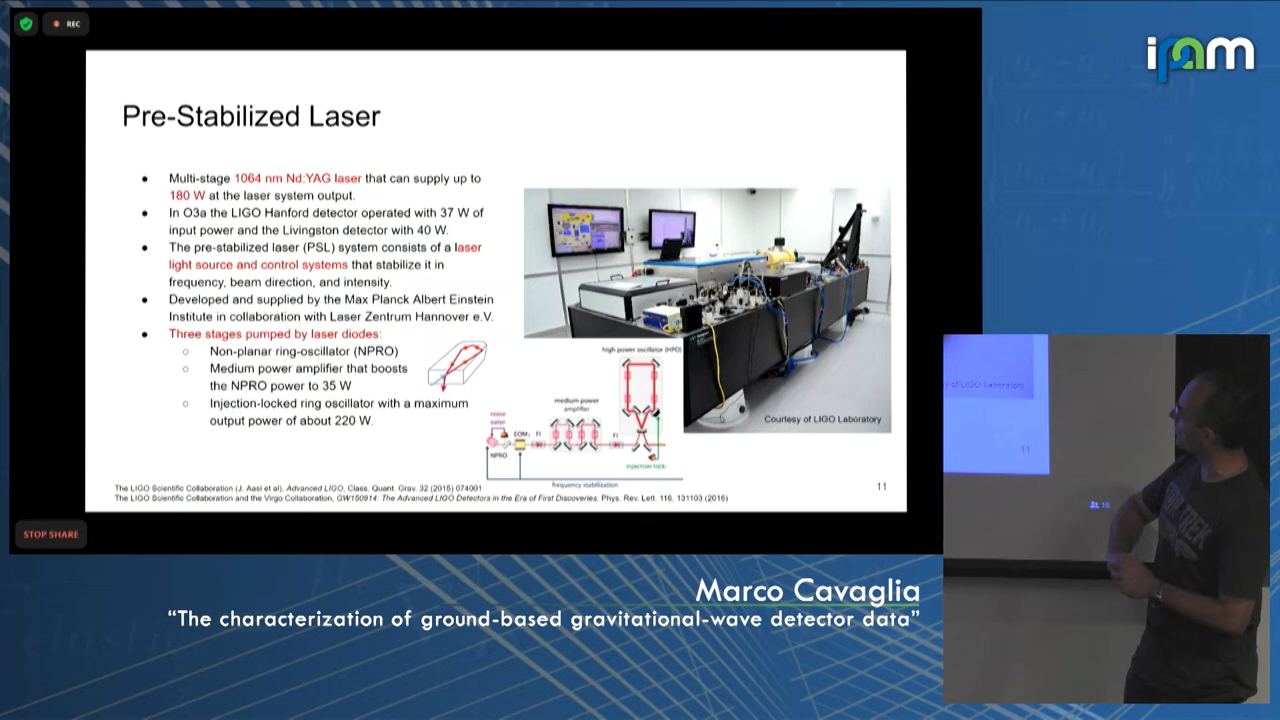 REC
ipam
Pre-Stabilized Laser
● Multi-stage 1064 nm Nd:YAG laser that can supply up to
180 W at the laser system output.
● In O3a the LIGO Hanford detector operated with 37 W of
input power and the Livingston detector with 40 W.
● The pre-stabilized laser (PSL) system consists of a laser
light source and control systems that stabilize it in
frequency, beam direction, and intensity.
● Developed and supplied by the Max Planck Albert Einstein
Institute in collaboration with Laser Zentrum Hannover e.V.
● Three stages pumped by laser diodes:
○ Non-planar ring-oscillator (NPRO)
○ Medium power amplifier that boosts
the NPRO power to 35 W
○ Injection-locked ring oscillator with a maximum
output power of about 220 W.
high power oscillator (HPO)
medium power
amplifier
noise
eater
EOM
FI
FI
NPRO
injection lock
frequency stabilization
Courtesy of LIGO Laboratory
The LIGO Scientific Collaboration (J. Aasi et al), Advanced LIGO, Class. Quant. Grav. 32 (2015) 074001
The LIGO Scientific Collaboration and the Virgo Collaboration, GW150914: The Advanced LIGO Detectors in the Era of First Discoveries, Phys. Rev. Lett. 116, 131103 (2016)
11
STOP SHARE
y of LIGO Laboratory
11
16
TREK
Marco Cavaglia
“The characterization of ground-based gravitational-wave detector data”